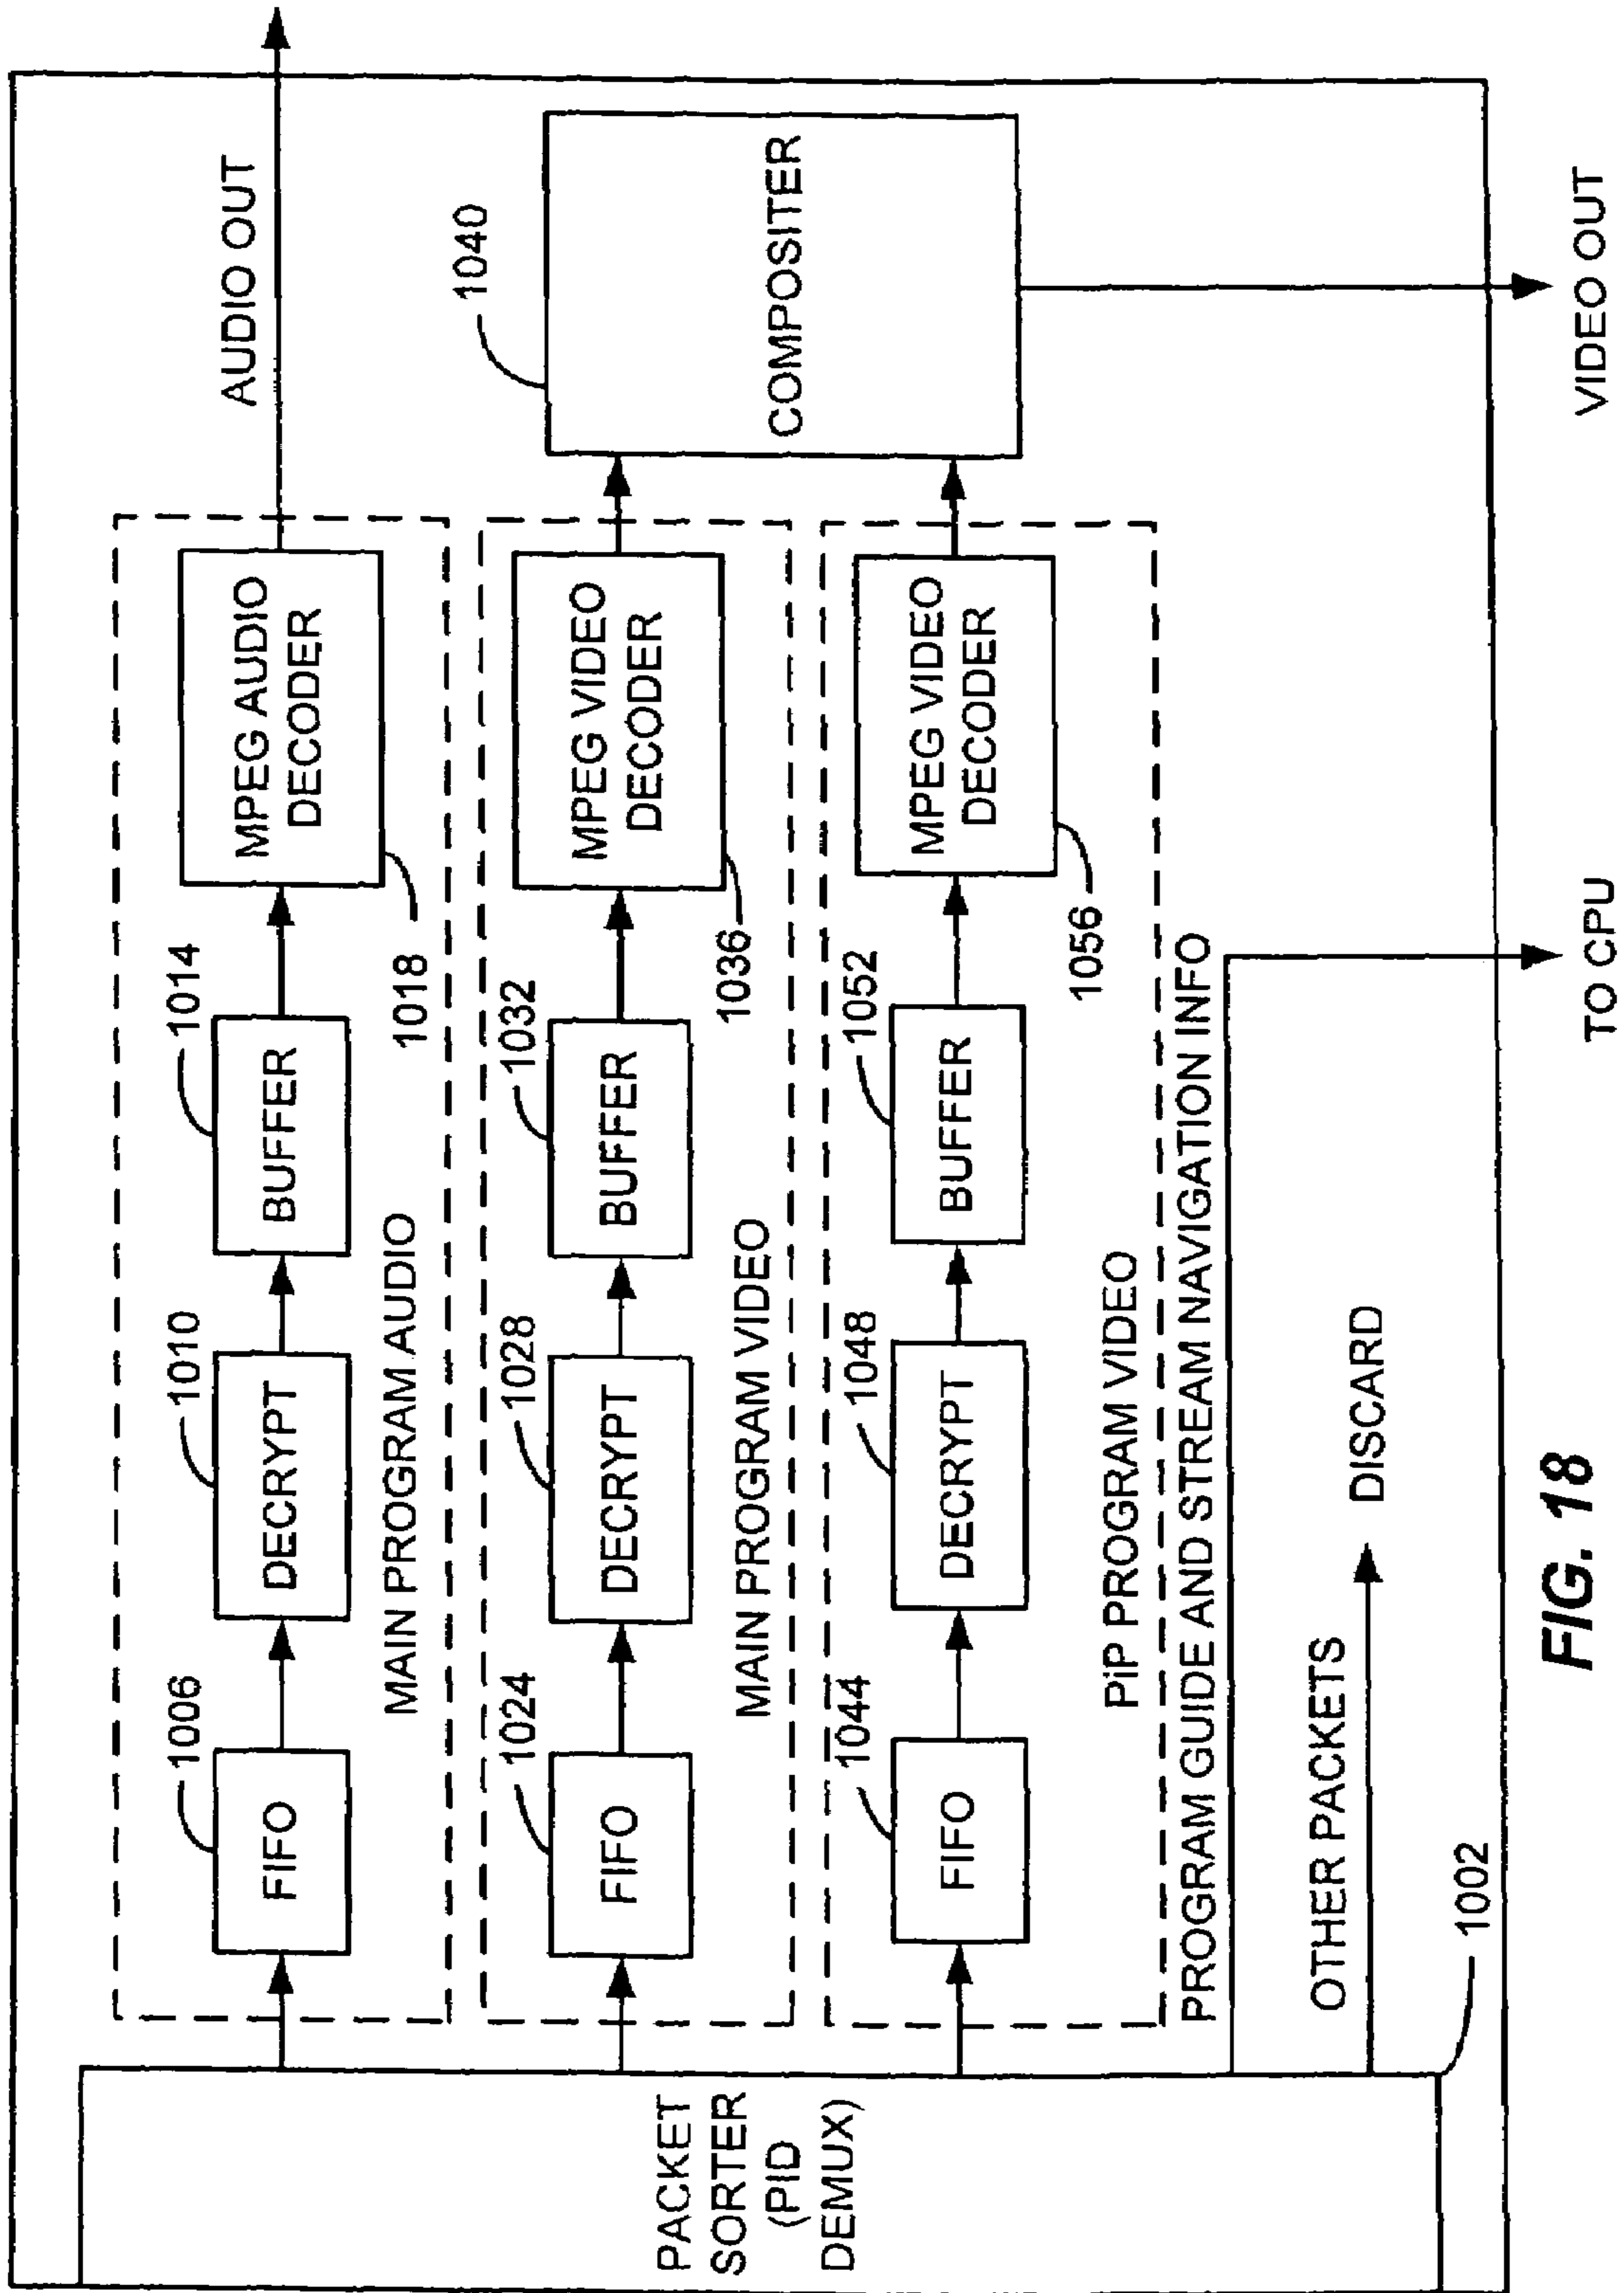 PACKET
SORTER
(PID
DEMUX)
1002
AUDIO OUT
1006
FIFO
1010
DECRYPT
1014
BUFFER
MPEG AUDIO
DECODER
1018
MAIN PROGRAM AUDIO
1024
FIFO
1028
DECRYPT
1032
BUFFER
MPEG VIDEO
DECODER
1036
MAIN PROGRAM VIDEO
1040
COMPOSITER
1044
FIFO
1048
DECRYPT
1052
BUFFER
MPEG VIDEO
DECODER
1056
PiP PROGRAM VIDEO
PROGRAM GUIDE AND STREAM NAVIGATION INFO
OTHER PACKETS
DISCARD
TO CPU
VIDEO OUT
FIG. 18